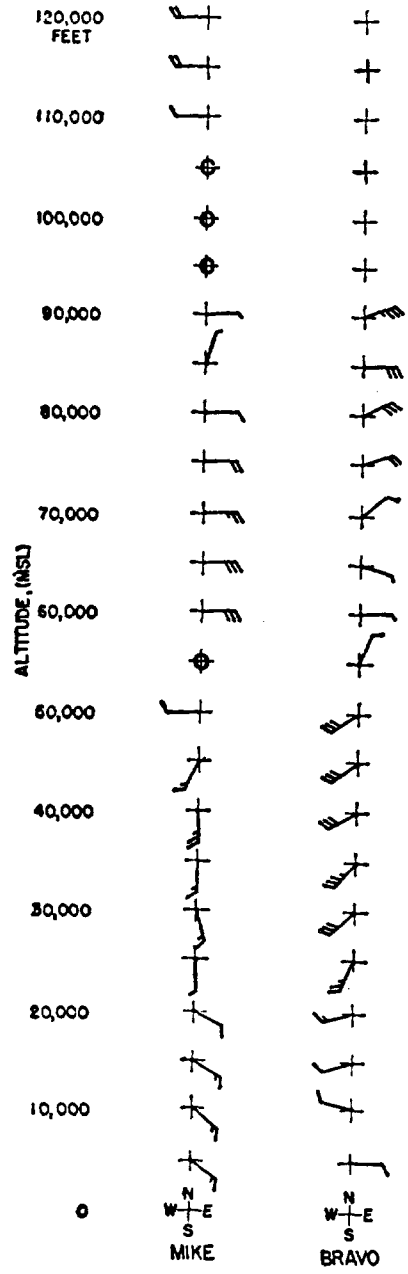 120,000
FEET
110,000
100,000
90,000
80,000
70,000
60,000
50,000
40,000
30,000
20,000
10,000
0
ALTITUDE, (MSL)
N
W E
S
MIKE
N
W E
S
BRAVO